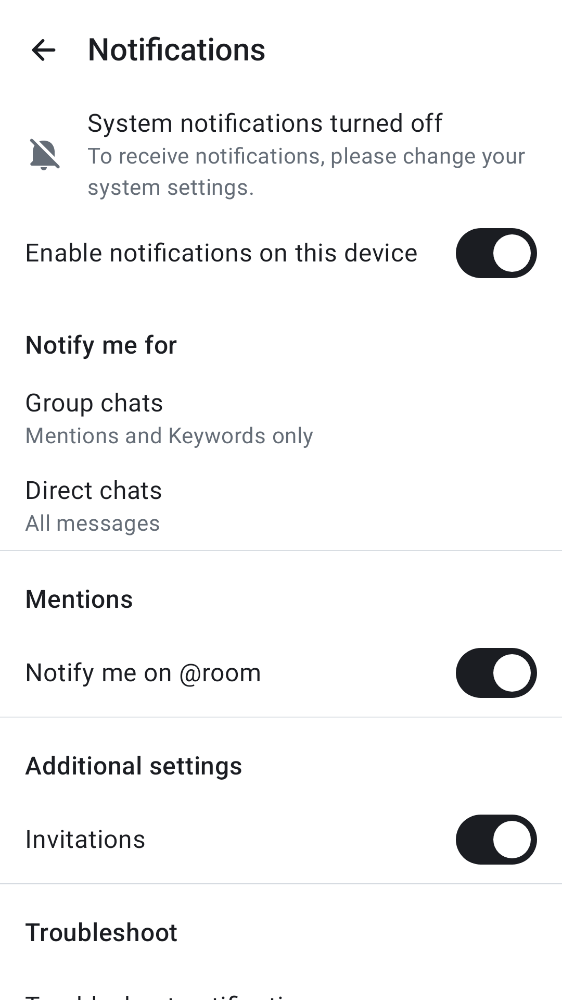 Notifications
System notifications turned off
To receive notifications, please change your
system settings.
Enable notifications on this device
Notify me for
Group chats
Mentions and Keywords only
Direct chats
All messages
Mentions
Notify me on @room
Additional settings
Invitations
Troubleshoot